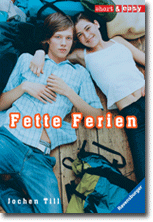 short & easy
Fette Ferien
Jochen Till
Ravensburger